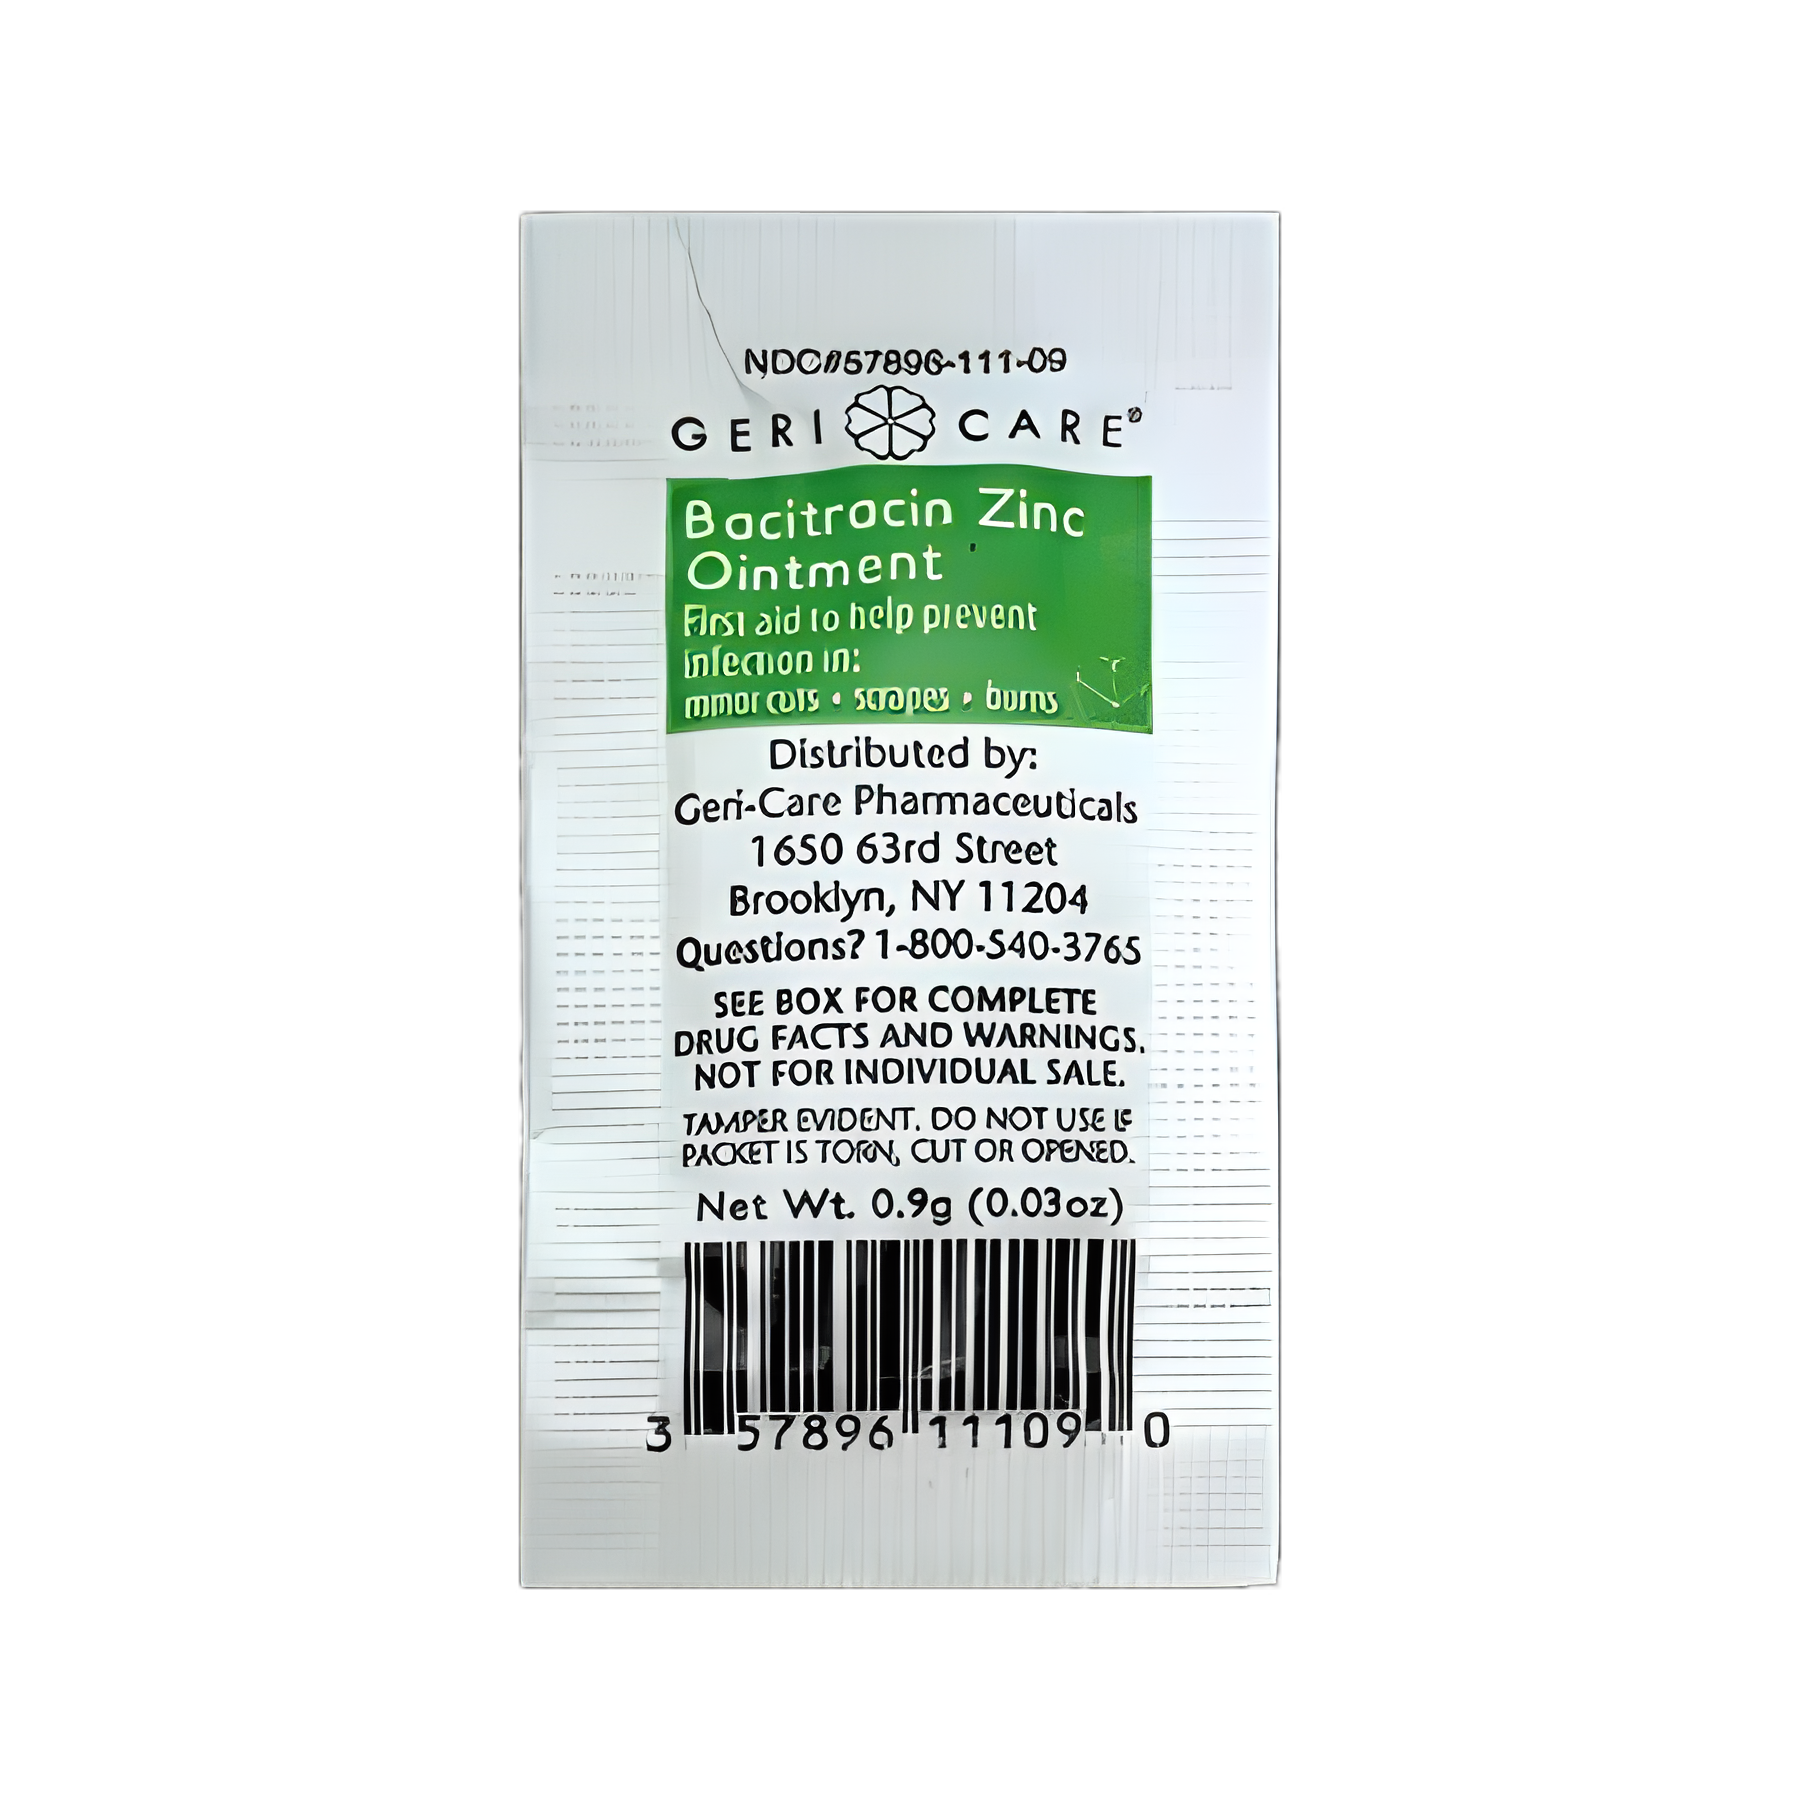 NDC#57896-111-09
GERI CARE®
Bacitracin Zinc
Ointment
First aid to help prevent
infection in:
minor cuts • scrapes • burns
Distributed by:
Geri-Care Pharmaceuticals
1650 63rd Street
Brooklyn, NY 11204
Questions? 1-800-540-3765
SEE BOX FOR COMPLETE
DRUG FACTS AND WARNINGS.
NOT FOR INDIVIDUAL SALE.
TAMPER EVIDENT. DO NOT USE IF
PACKET IS TORN, CUT OR OPENED.
Net Wt. 0.9g (0.03oz)
3 57896 11109 0